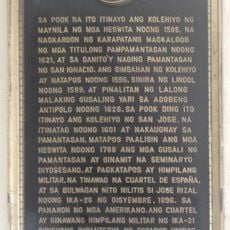 SA POOK NA ITO ITINAYO ANG KOLEHIYO NG
MAYNILA NG MGA HESWITA NOONG 1595. NA
NAGKAROON NG KARAPATANG MAGKALOOB
NG MGA TITULONG PAMPAMANTASAN NOONG
1621, AT SA GANITO'Y NAGING PAMANTASAN
NG SAN IGNACIO. ANG SIMBAHAN NG KOLEHIYO
AY NATAPOS NOONG 1596, SINIRA NG LINDOL
NOONG 1599, AT PINALITAN NG LALONG
MALAKING GUSALING YARI SA ADOBENG
ANTIPOLO NOONG 1626. SA POOK DING ITO
ITINAYO ANG KOLEHIYO NG SAN JOSE, NA
ITINATAG NOONG 1601 AT NAKAUGNAY SA
PAMANTASAN. MATAPOS PAALISIN ANG MGA
HESWITA NOONG 1768 ANG MGA GUSALI NG
PAMANTASAN AY GINAMIT NA SEMINARYO
DIYOSESANO, AT PAGKATAPOS AY HIMPILANG
MILITAR, NA TINAWAG NA CUARTEL DE ESPAÑA.
AT SA BULWAGAN NITO NILITIS SI JOSE RIZAL
NOONG IKA-26 NG DISYEMBRE, 1896. SA
PANAHON NG MGA AMERIKANO, ANG CUARTEL
AY GINAWANG HIMPILANG MILITAR NG IKA-31